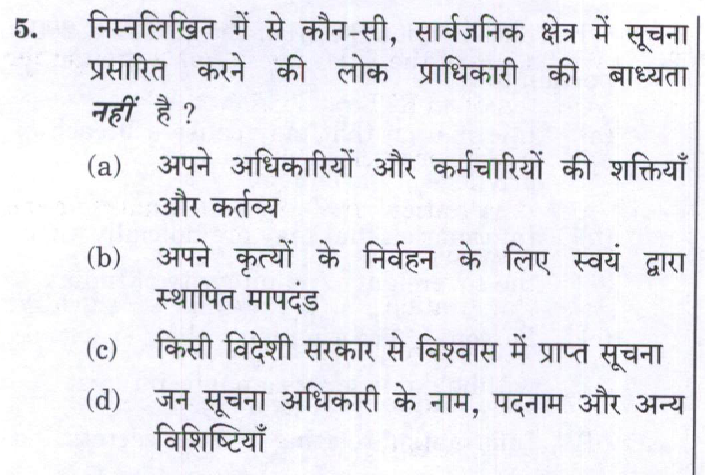 5. निम्नलिखित में से कौन-सी, सार्वजनिक क्षेत्र में सूचना
प्रसारित करने की लोक प्राधिकारी की बाध्यता
नहीं है ?
(a) अपने अधिकारियों और कर्मचारियों की शक्तियाँ
और कर्तव्य
(b) अपने कृत्यों के निर्वहन के लिए स्वयं द्वारा
स्थापित मापदंड
(c) किसी विदेशी सरकार से विश्वास में प्राप्त सूचना
(d) जन सूचना अधिकारी के नाम, पदनाम और अन्य
विशिष्टियाँ